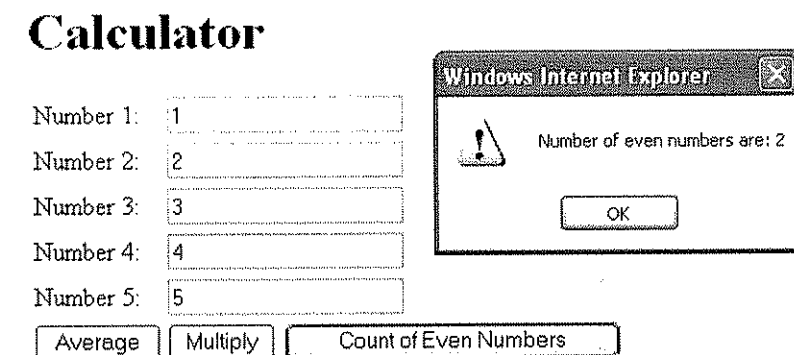 Calculator
Windows Internet Explorer
Number of even numbers are: 2
OK
Number 1: 1
Number 2: 2
Number 3: 3
Number 4: 4
Number 5: 5
Average Multiply Count of Even Numbers